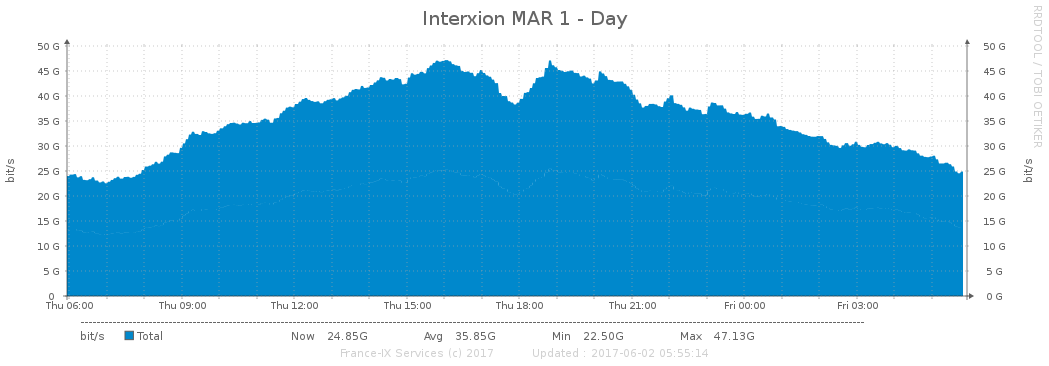 Interxion MAR 1 - Day
RRDTOOL / TOBI OETIKER
50 G 50 G
45 G 45 G
40 G 40 G
35 G 35 G
30 G 30 G
25 G 25 G
20 G 20 G
15 G 15 G
10 G 10 G
5 G 5 G
0 0 G
bit/s bit/s
Thu 06:00 Thu 09:00 Thu 12:00 Thu 15:00 Thu 18:00 Thu 21:00 Fri 00:00 Fri 03:00
bit/s Total Now 24.85G Avg 35.85G Min 22.50G Max 47.13G
France-IX Services (c) 2017 Updated : 2017-06-02 05:55:14